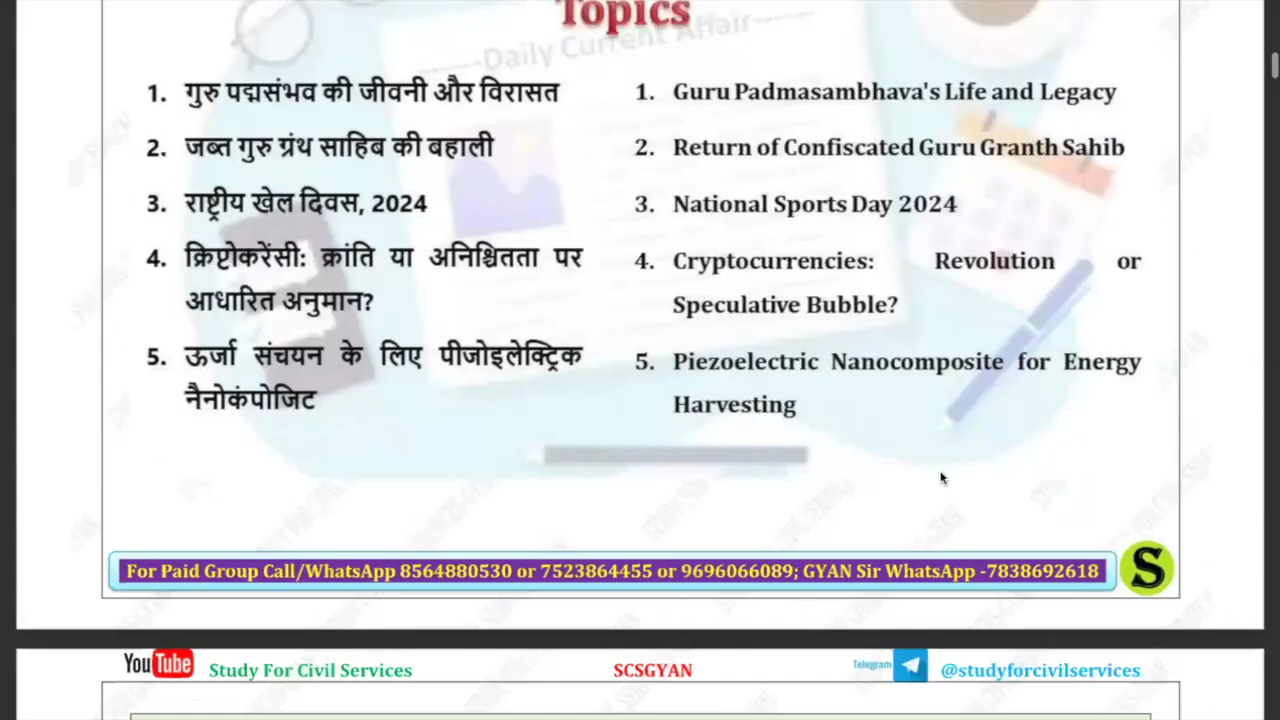 Topics
Daily Current Affair
1. गुरु पद्मसंभव की जीवनी और विरासत
2. जब्त गुरु ग्रंथ साहिब की बहाली
3. राष्ट्रीय खेल दिवस, 2024
4. क्रिप्टोकरेंसी: क्रांति या अनिश्चितता पर
आधारित अनुमान?
5. ऊर्जा संचयन के लिए पीजोइलेक्ट्रिक
नैनोकंपोजिट
1. Guru Padmasambhava's Life and Legacy
2. Return of Confiscated Guru Granth Sahib
3. National Sports Day 2024
4. Cryptocurrencies: Revolution or
Speculative Bubble?
5. Piezoelectric Nanocomposite for Energy
Harvesting
For Paid Group Call/WhatsApp 8564880530 or 7523864455 or 9696066089; GYAN Sir WhatsApp -7838692618
S
YouTube Study For Civil Services SCSGYAN Telegram @studyforcivilservices